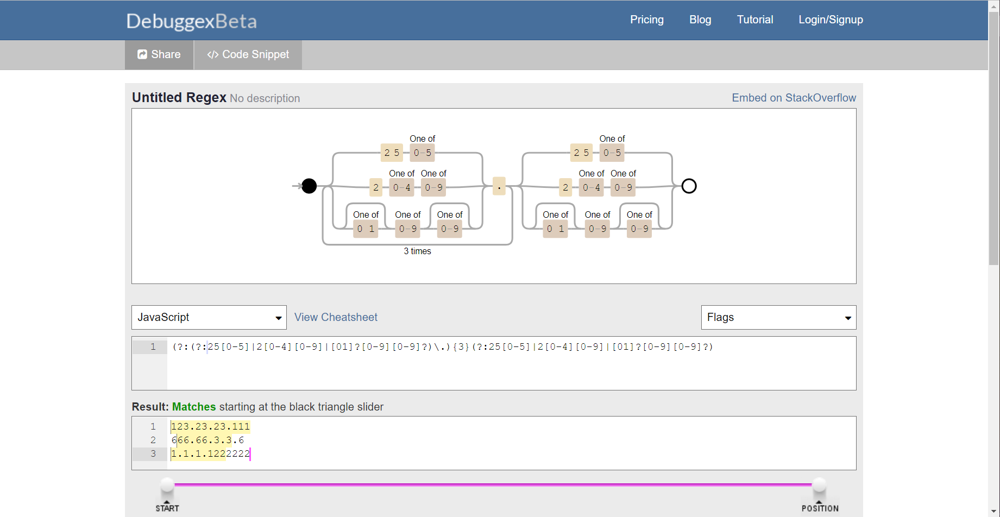 DebuggexBeta
Pricing Blog Tutorial Login/Signup
Share </> Code Snippet
Untitled Regex No description Embed on StackOverflow
One of One of
2 5 0-5 2 5 0-5
One of One of One of One of
2 0-4 0-9 . 2 0-4 0-9
One of One of One of One of One of One of
0 1 0-9 0-9 0 1 0-9 0-9
3 times
JavaScript View Cheatsheet Flags
1 (?:(?:25[0-5]|2[0-4][0-9]|[01]?[0-9][0-9]?)\.){3}(?:25[0-5]|2[0-4][0-9]|[01]?[0-9][0-9]?)
Result: Matches starting at the black triangle slider
1 123.23.23.111
2 666.66.3.3.6
3 1.1.1.1222222
START POSITION